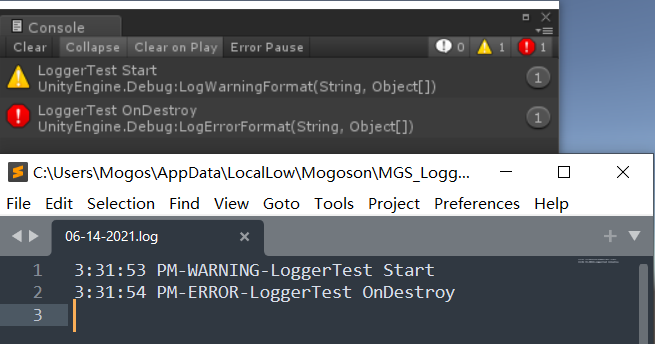 Console
Clear Collapse Clear on Play Error Pause 0 1 1
LoggerTest Start
UnityEngine.Debug:LogWarningFormat(String, Object[])
1
LoggerTest OnDestroy
UnityEngine.Debug:LogErrorFormat(String, Object[])
1
C:\Users\Mogos\AppData\LocalLow\Mogoson\MGS_Logg...
File Edit Selection Find View Goto Tools Project Preferences Help
06-14-2021.log
1 3:31:53 PM-WARNING-LoggerTest Start
2 3:31:54 PM-ERROR-LoggerTest OnDestroy
3